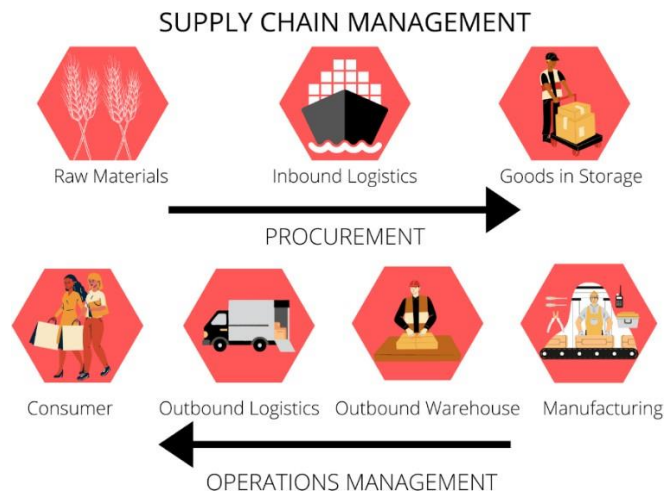 SUPPLY CHAIN MANAGEMENT
Raw Materials
Inbound Logistics
Goods in Storage
PROCUREMENT
Consumer
Outbound Logistics
Outbound Warehouse
Manufacturing
OPERATIONS MANAGEMENT